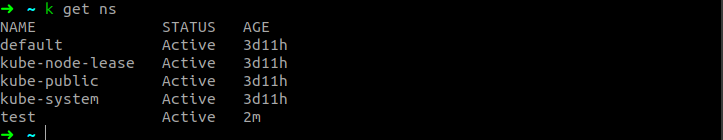 ➜ ~ k get ns
NAME STATUS AGE
default Active 3d11h
kube-node-lease Active 3d11h
kube-public Active 3d11h
kube-system Active 3d11h
test Active 2m
➜ ~